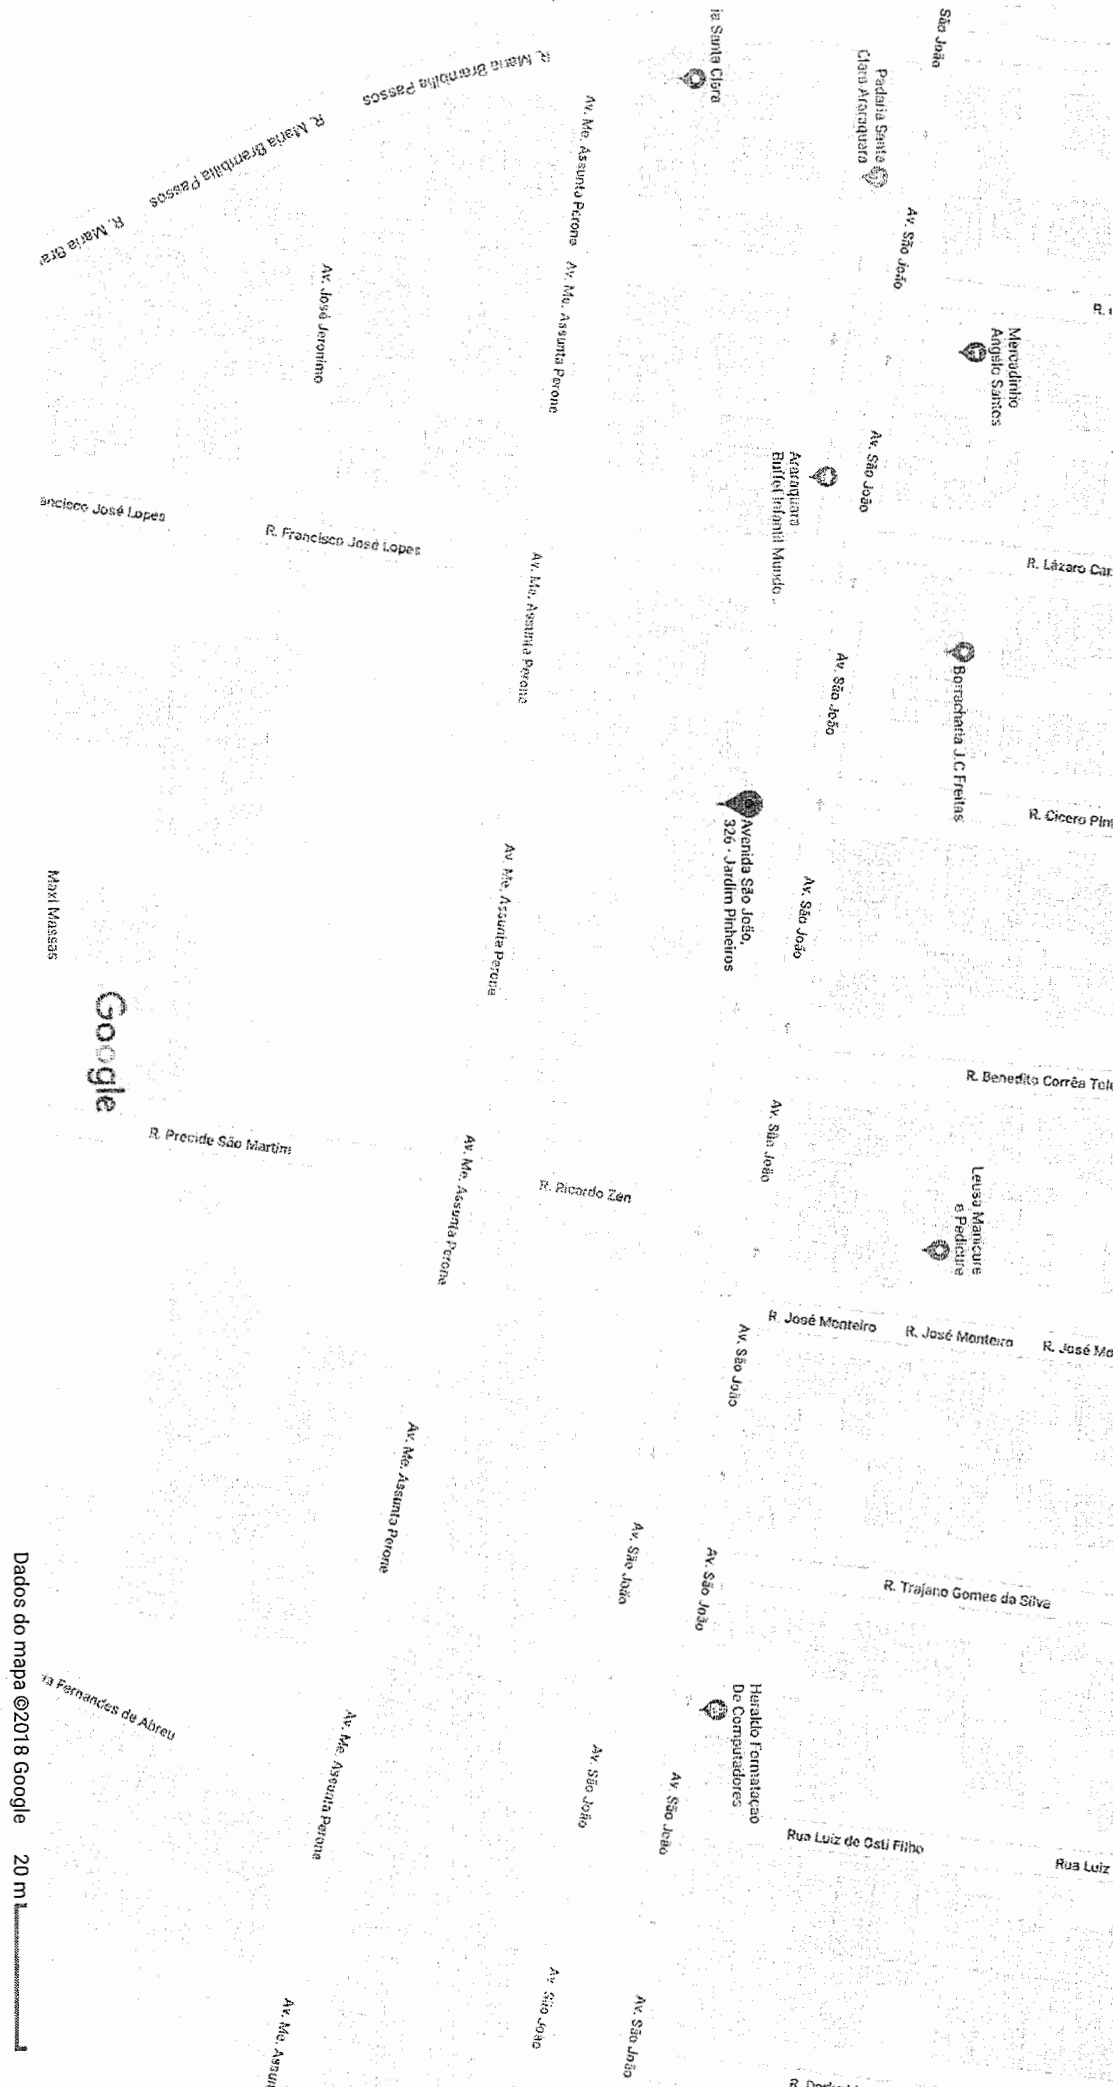 São João
ia Santa Clara
Padaria Santa
Clara Araraquara
R. Maria Brambilla Passos
R. Maria Brambilla Passos
R. Maria Bra
Av. Me. Assunta Perone
Av. Me. Assunta Perone
Av. São João
Av. José Jeronimo
Mercadinho
Angelo Santos
Av. São João
Araraquara
Buffet Infantil Mundo
ancisco José Lopes
R. Francisco José Lopes
Av. Me. Assunta Perone
R. Lázaro Car
Av. São João
Borracharia J.C Freitas
R. Cicero Pin
Avenida São João,
326 - Jardim Pinheiros
Av. São João
Av. Me. Assunta Perone
Maxi Massas
Google
R. Benedito Corrêa Tole
Av. São João
R. Precide São Martim
Av. Me. Assunta Perone
R. Ricardo Zen
Leusa Manicure
e Pedicure
R. José Monteiro
R. José Monteiro
R. José Mo
Av. São João
Av. Me. Assunta Perone
Av. São João
Av. São João
R. Trajano Gomes da Silva
Fernandes de Abreu
Heraldo Formatação
De Computadores
Av. Me. Assunta Perone
Av. São João
Av. São João
Rua Luiz de Osti Filho
Rua Luiz
Av. São João
Av. São João
Av. Me. Assun
Dados do mapa ©2018 Google
20 m